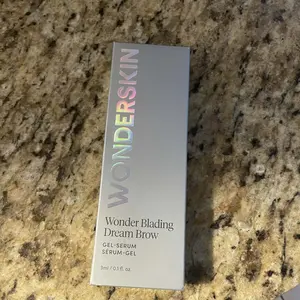 WONDERSKIN
Wonder Blading
Dream Brow
GEL-SERUM
SÉRUM-GEL